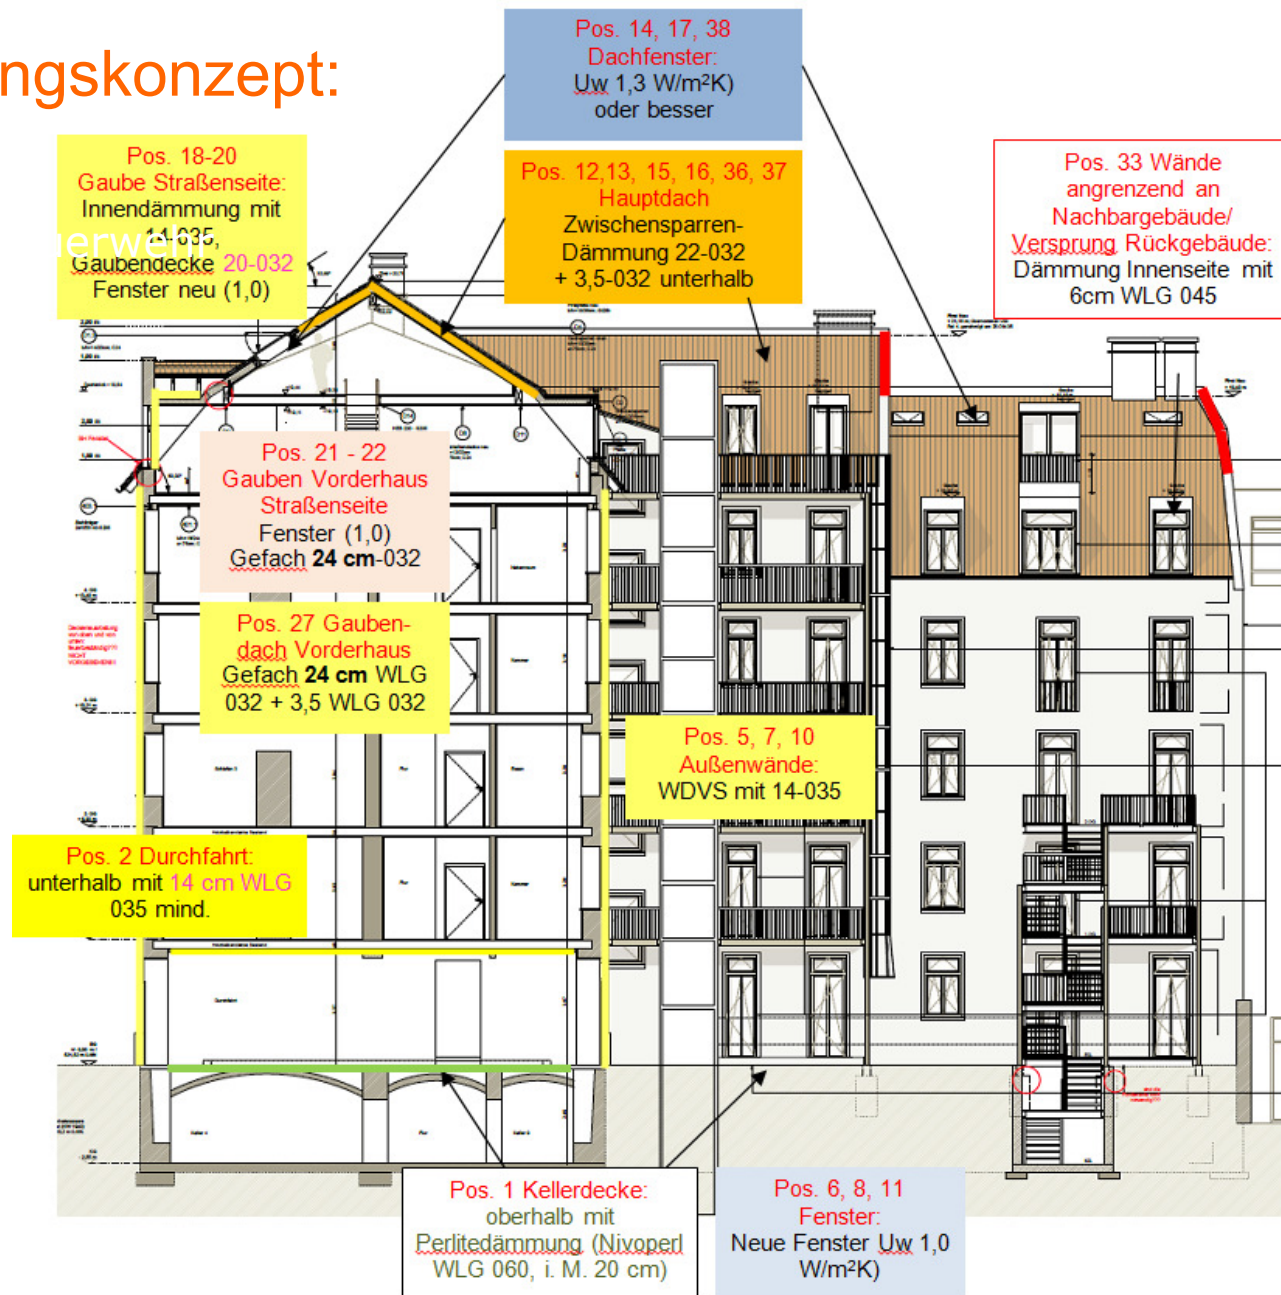 ngskonzept:
Pos. 14, 17, 38
Dachfenster:
Uw 1,3 W/m²K)
oder besser
Pos. 18-20
Gaube Straßenseite:
Innendämmung mit
14-035,
uerwehr
Gaubendecke 20-032
Fenster neu (1,0)
Pos. 12,13, 15, 16, 36, 37
Hauptdach
Zwischensparren-
Dämmung 22-032
+ 3,5-032 unterhalb
Pos. 33 Wände
angrenzend an
Nachbargebäude/
Versprung Rückgebäude:
Dämmung Innenseite mit
6cm WLG 045
Pos. 21 - 22
Gauben Vorderhaus
Straßenseite
Fenster (1,0)
Gefach 24 cm-032
Pos. 27 Gauben-
dach Vorderhaus
Gefach 24 cm WLG
032 + 3,5 WLG 032
Pos. 5, 7, 10
Außenwände:
WDVS mit 14-035
Pos. 2 Durchfahrt:
unterhalb mit 14 cm WLG
035 mind.
Pos. 1 Kellerdecke:
oberhalb mit
Perlitedämmung (Nivoperl
WLG 060, i. M. 20 cm)
Pos. 6, 8, 11
Fenster:
Neue Fenster Uw 1,0
W/m²K)